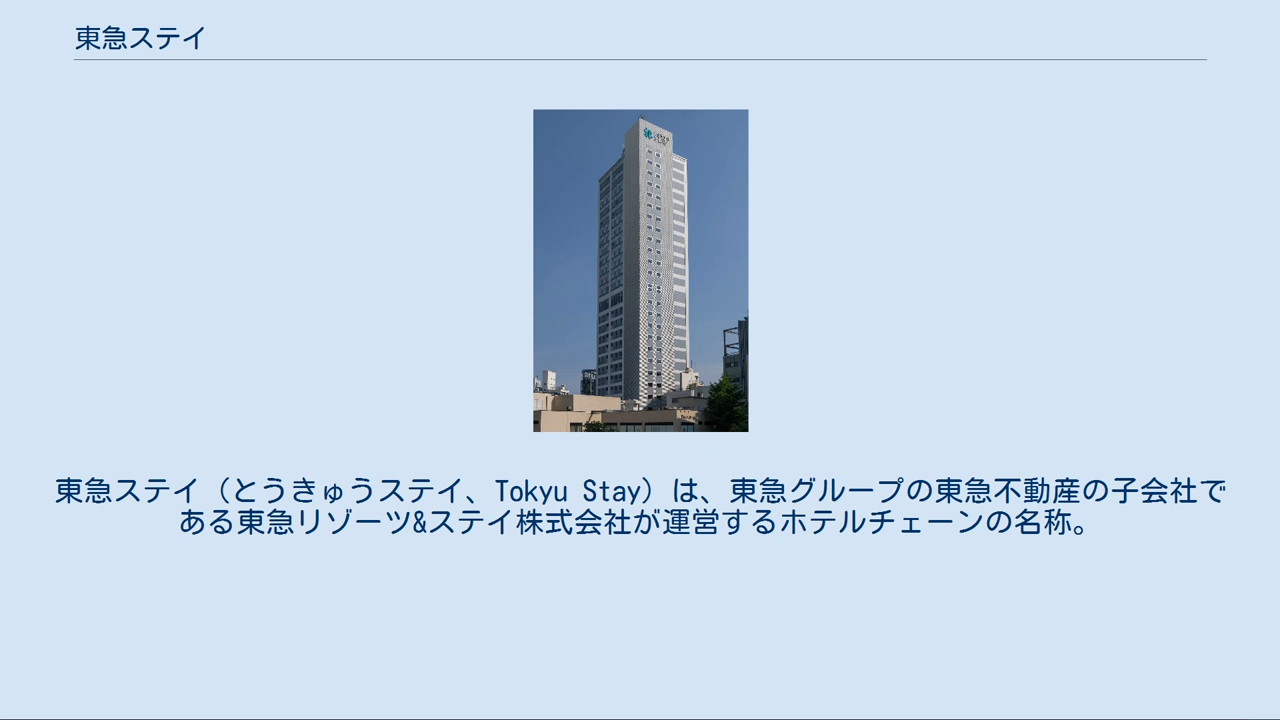 東急ステイ
東急ステイ（とうきゅうステイ、Tokyu Stay）は、東急グループの東急不動産の子会社で
ある東急リゾーツ&ステイ株式会社が運営するホテルチェーンの名称。